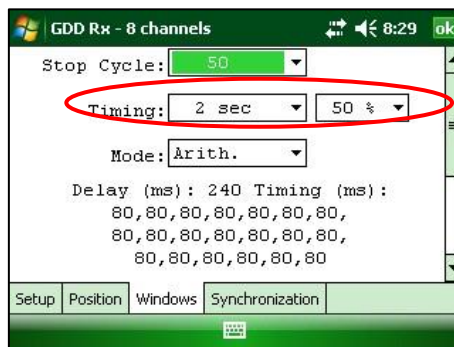 GDD Rx - 8 channels 8:29 ok
Stop Cycle: 50
Timing: 2 sec 50 %
Mode: Arith.
Delay (ms): 240 Timing (ms):
80,80,80,80,80,80,80,
80,80,80,80,80,80,80,
80,80,80,80,80,80
Setup Position Windows Synchronization